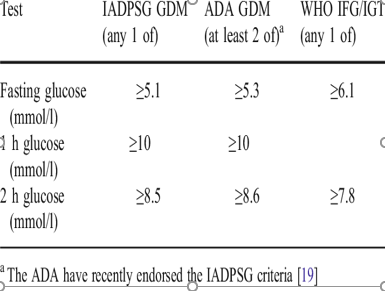 Test IADPSG GDM ADA GDM WHO IFG/IGT
(any 1 of) (at least 2 of)a (any 1 of)
Fasting glucose ≥5.1 ≥5.3 ≥6.1
(mmol/l)
1 h glucose ≥10 ≥10
(mmol/l)
2 h glucose ≥8.5 ≥8.6 ≥7.8
(mmol/l)
a The ADA have recently endorsed the IADPSG criteria [19]